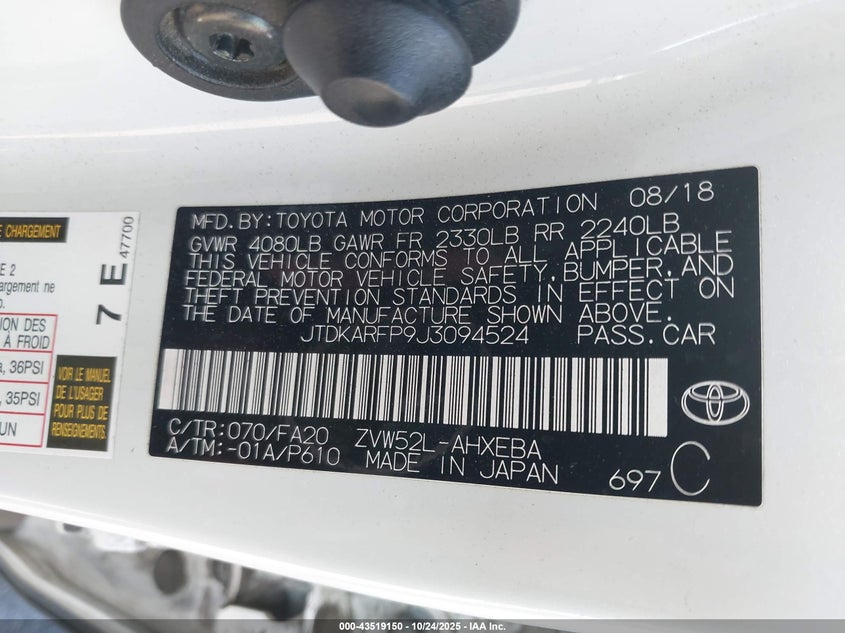 MFD.BY:TOYOTA MOTOR CORPORATION 08/18
GVWR 4080LB GAWR FR 2330LB RR 2240LB
THIS VEHICLE CONFORMS TO ALL APPLICABLE
FEDERAL MOTOR VEHICLE SAFETY,BUMPER,AND
THEFT PREVENTION STANDARDS IN EFFECT ON
THE DATE OF MANUFACTURE SHOWN ABOVE.
JTDKARFP9J3094524 PASS.CAR
C/TR:070/FA20 ZVW52L-AHXEBA
A/TM:-01A/P610 MADE IN JAPAN
697 C
CHARGEMENT
E 2
argement ne
ION DES
À FROID
, 36PSI
, 35PSI
UN
7 E 47700
VOIR LE MANUEL
DE L'USAGER
POUR PLUS DE
RENSEIGNEMENTS
000-43519150 - 10/24/2025 - IAA Inc.